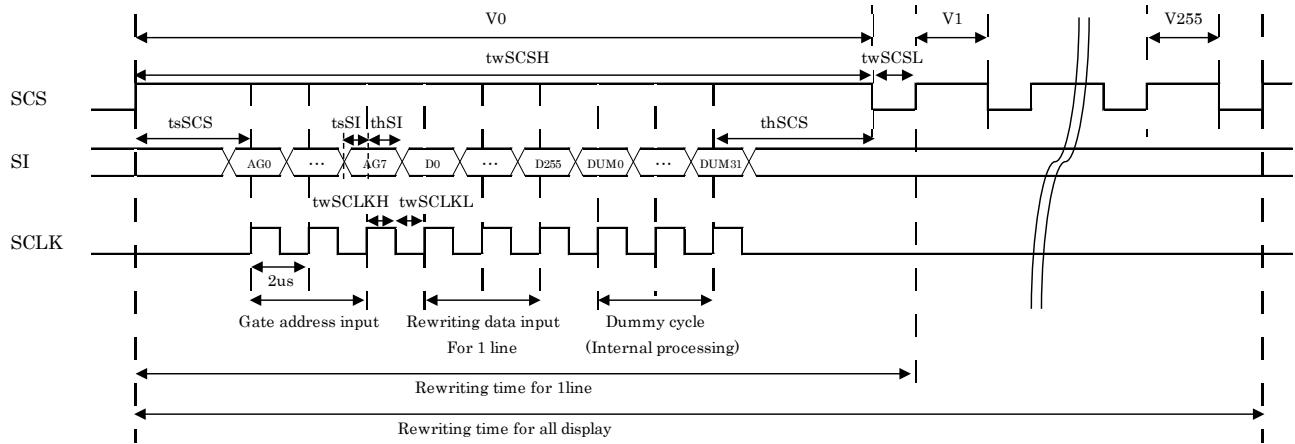 V0
V1
V255
twSCSH
twSCSL
SCS
tsSCS
tsSI
thSI
thSCS
SI
AG0
...
AG7
D0
...
D255
DUM0
...
DUM31
twSCLKH
twSCLKL
SCLK
2us
Gate address input
Rewriting data input
For 1 line
Dummy cycle
(Internal processing)
Rewriting time for 1line
Rewriting time for all display